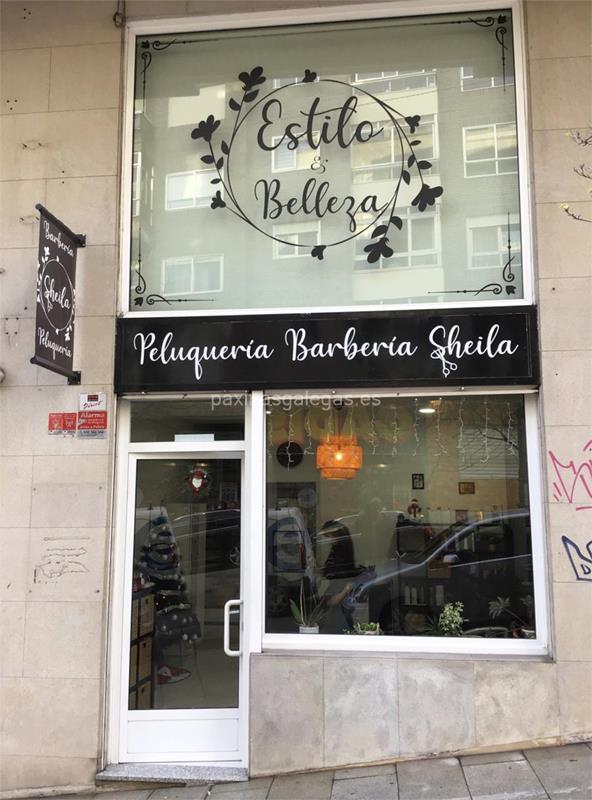 Estilo
&
Belleza
Barbería
Sheila
Peluquería
Peluquería Barbería Sheila
paxinasgalegas.es
Alarma